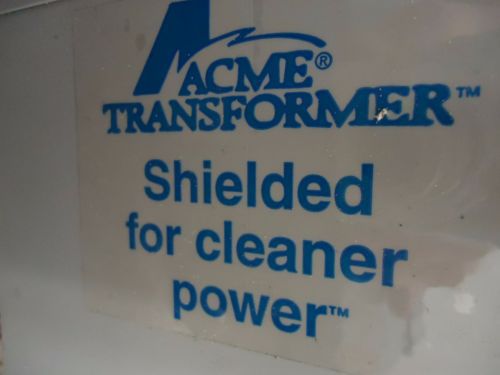 ACME®
TRANSFORMER™
Shielded
for cleaner
power™